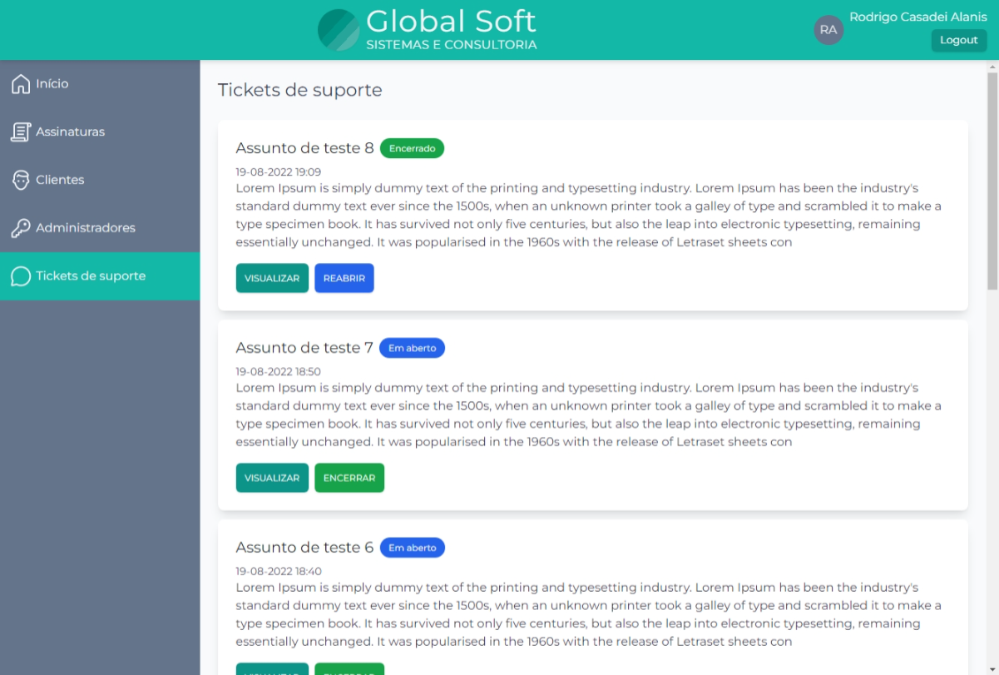 Global Soft
SISTEMAS E CONSULTORIA
RA
Rodrigo Casadei Alanis
Logout
Início
Assinaturas
Clientes
Administradores
Tickets de suporte
Tickets de suporte
Assunto de teste 8 Encerrado
19-08-2022 19:09
Lorem Ipsum is simply dummy text of the printing and typesetting industry. Lorem Ipsum has been the industry's
standard dummy text ever since the 1500s, when an unknown printer took a galley of type and scrambled it to make a
type specimen book. It has survived not only five centuries, but also the leap into electronic typesetting, remaining
essentially unchanged. It was popularised in the 1960s with the release of Letraset sheets con
VISUALIZAR REABRIR
Assunto de teste 7 Em aberto
19-08-2022 18:50
Lorem Ipsum is simply dummy text of the printing and typesetting industry. Lorem Ipsum has been the industry's
standard dummy text ever since the 1500s, when an unknown printer took a galley of type and scrambled it to make a
type specimen book. It has survived not only five centuries, but also the leap into electronic typesetting, remaining
essentially unchanged. It was popularised in the 1960s with the release of Letraset sheets con
VISUALIZAR ENCERRAR
Assunto de teste 6 Em aberto
19-08-2022 18:40
Lorem Ipsum is simply dummy text of the printing and typesetting industry. Lorem Ipsum has been the industry's
standard dummy text ever since the 1500s, when an unknown printer took a galley of type and scrambled it to make a
type specimen book. It has survived not only five centuries, but also the leap into electronic typesetting, remaining
essentially unchanged. It was popularised in the 1960s with the release of Letraset sheets con